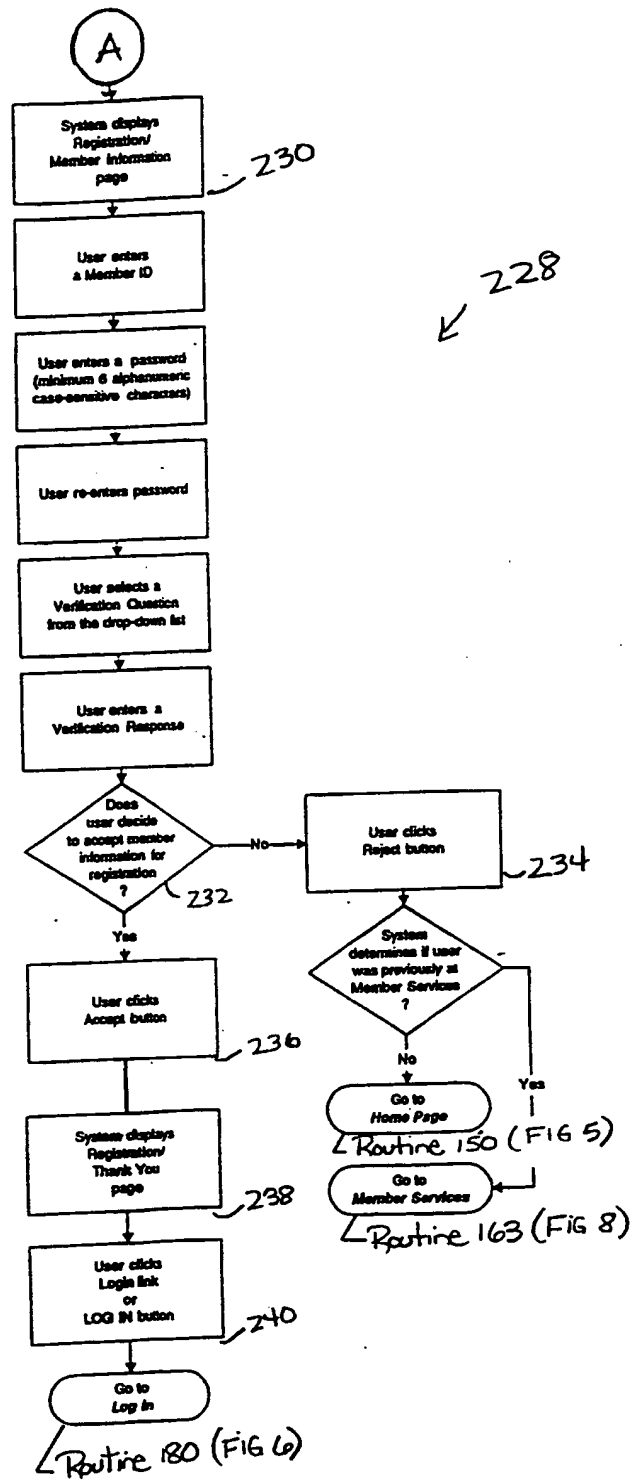 A
System displays
Registration/
Member Information
page
230
User enters
a Member ID
228
User enters a password
(minimum 6 alphanumeric
case-sensitive characters)
User re-enters password
User selects a
Verification Question
from the drop-down list
User enters a
Verification Response
Does
user decide
to accept member
information for
registration
?
232
No
User clicks
Reject button
234
Yes
System
determines if user
was previously at
Member Services
?
User clicks
Accept button
236
No
Yes
Go to
Home Page
Routine 150 (FIG 5)
System displays
Registration/
Thank You
page
238
Go to
Member Services
Routine 163 (FIG 8)
User clicks
Login link
or
LOG IN button
240
Go to
Log In
Routine 180 (FIG 6)